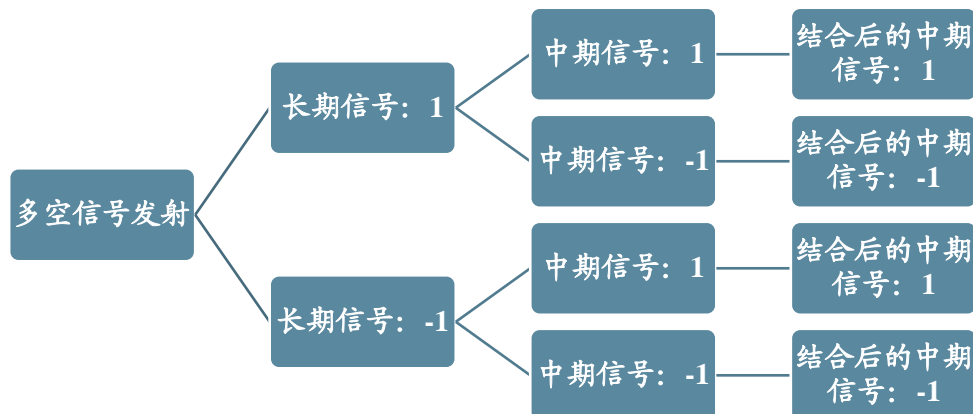 多空信号发射
长期信号：1
中期信号：1
结合后的中期
信号：1
中期信号：-1
结合后的中期
信号：-1
长期信号：-1
中期信号：1
结合后的中期
信号：1
中期信号：-1
结合后的中期
信号：-1